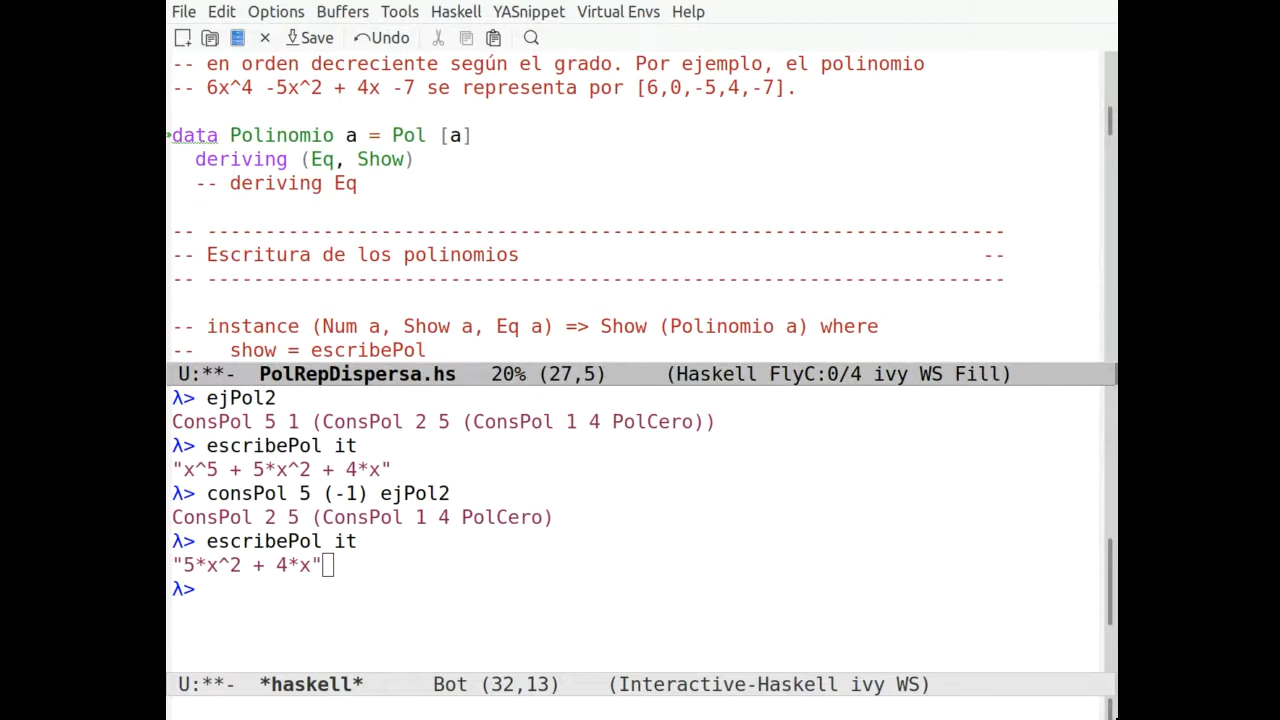 File Edit Options Buffers Tools Haskell YASnippet Virtual Envs Help
Save Undo
-- en orden decreciente según el grado. Por ejemplo, el polinomio
-- 6x^4 -5x^2 + 4x -7 se representa por [6,0,-5,4,-7].
data Polinomio a = Pol [a]
deriving (Eq, Show)
-- deriving Eq
-- ---------------------------------------------------------------------
-- Escritura de los polinomios --
-- ---------------------------------------------------------------------
-- instance (Num a, Show a, Eq a) => Show (Polinomio a) where
-- show = escribePol
U:**- PolRepDispersa.hs 20% (27,5) (Haskell FlyC:0/4 ivy WS Fill)
λ> ejPol2
ConsPol 5 1 (ConsPol 2 5 (ConsPol 1 4 PolCero))
λ> escribePol it
"x^5 + 5*x^2 + 4*x"
λ> consPol 5 (-1) ejPol2
ConsPol 2 5 (ConsPol 1 4 PolCero)
λ> escribePol it
"5*x^2 + 4*x"
λ>
U:**- *haskell* Bot (32,13) (Interactive-Haskell ivy WS)